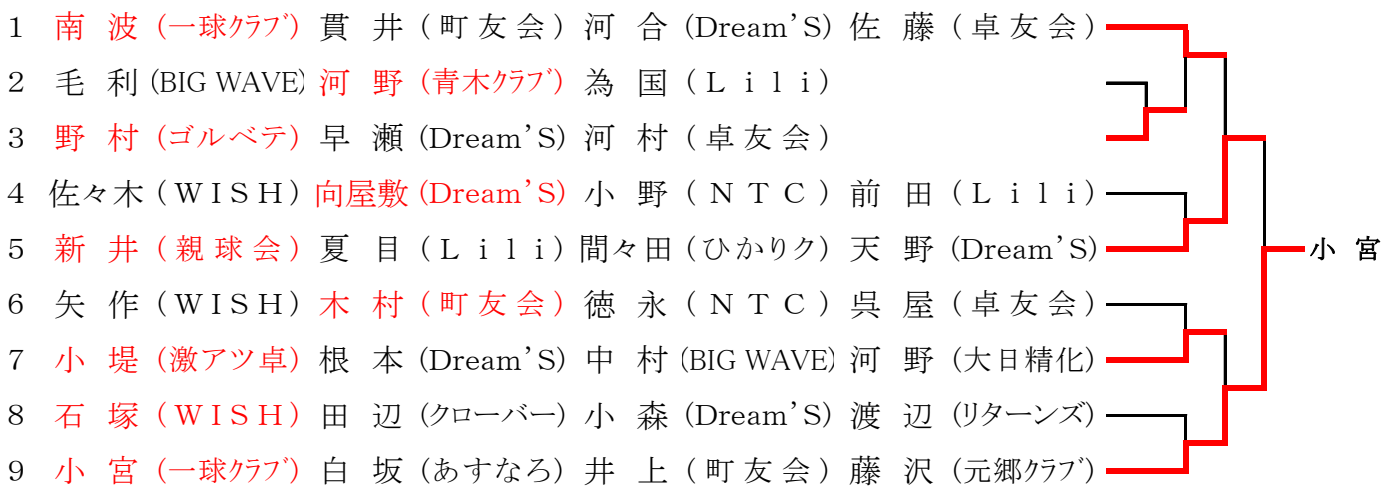 1 南 波 (一球ｸﾗﾌﾞ) 貫 井 (町友会) 河 合 (Dream'S) 佐 藤 (卓友会)
2 毛 利 (BIG WAVE) 河 野 (青木ｸﾗﾌﾞ) 為 国 (Ｌｉｌｉ)
3 野 村 (ゴルベテ) 早 瀬 (Dream'S) 河 村 (卓友会)
4 佐々木 (ＷＩＳＨ) 向屋敷 (Dream'S) 小 野 (ＮＴＣ) 前 田 (Ｌｉｌｉ)
5 新 井 (親球会) 夏 目 (Ｌｉｌｉ) 間々田 (ひかりク) 天 野 (Dream'S)
小 宮
6 矢 作 (ＷＩＳＨ) 木 村 (町友会) 徳 永 (ＮＴＣ) 呉 屋 (卓友会)
7 小 堤 (激アツ卓) 根 本 (Dream'S) 中 村 (BIG WAVE) 河 野 (大日精化)
8 石 塚 (ＷＩＳＨ) 田 辺 (クローバー) 小 森 (Dream'S) 渡 辺 (リターンズ)
9 小 宮 (一球ｸﾗﾌﾞ) 白 坂 (あすなろ) 井 上 (町友会) 藤 沢 (元郷ｸﾗﾌﾞ)